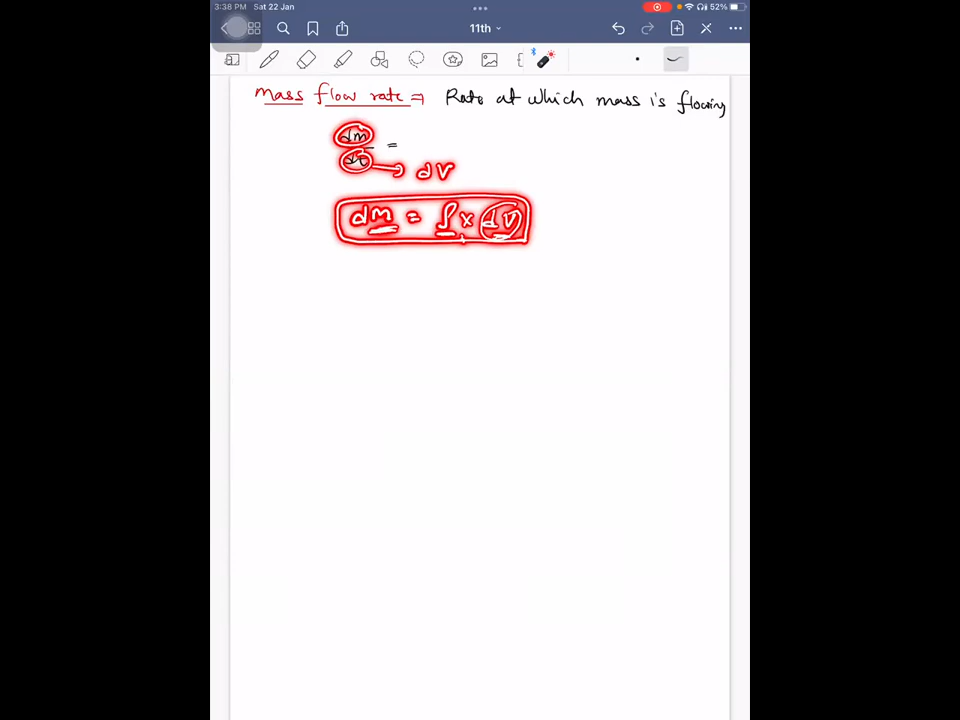 3:38 PM Sat 22 Jan 52%
11th
Mass flow rate ⇒ Rate at which mass is flowing
dm/dt =
→ dV
dm = ρ × dV